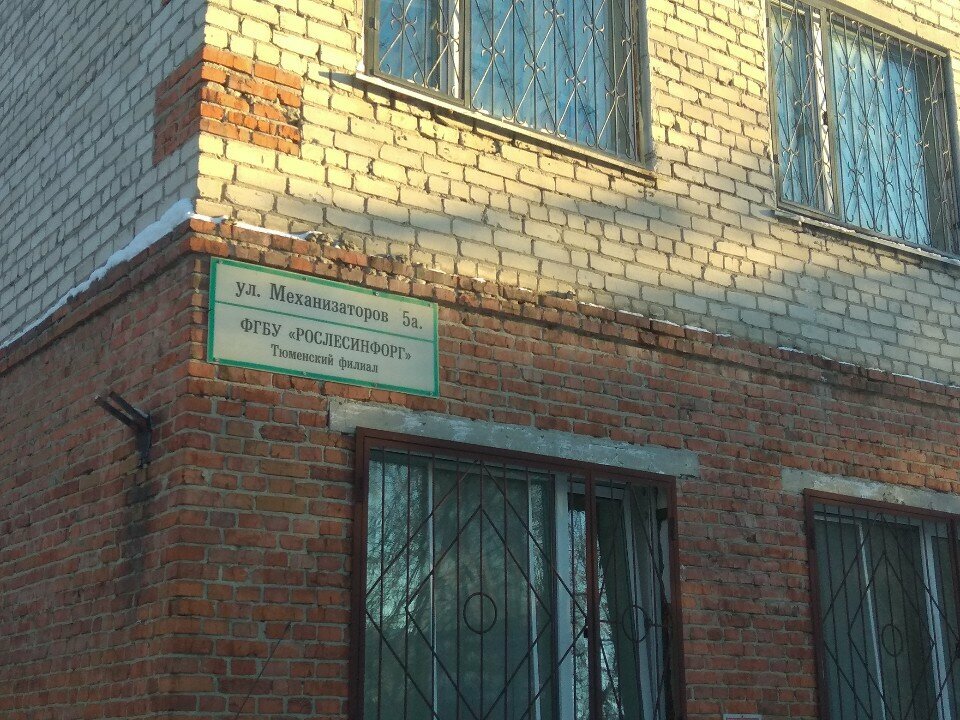 ул. Механизаторов 5а.
ФГБУ «РОСЛЕСИНФОРГ»
Тюменский филиал